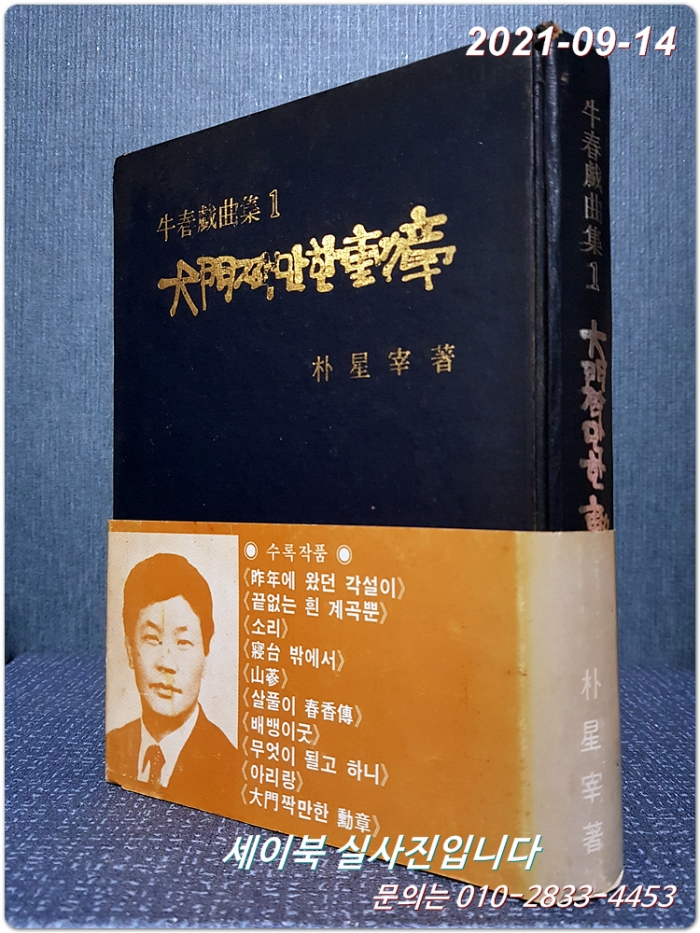 2021-09-14
牛春戱曲集 1
大門짝만한 勳章
朴星宰 著
牛春戱曲集 1
大門짝만한 勳
朴星宰 著
◉ 수록작품 ◉
《昨年에 왔던 각설이》
《끝없는 흰 계곡뿐》
《소리》
《寢台 밖에서》
《山蔘》
《살풀이 春香傳》
《배뱅이굿》
《무엇이 될고 하니》
《아리랑》
《大門짝만한 勳章》
세이북 실사진입니다
문의는 010-2833-4453